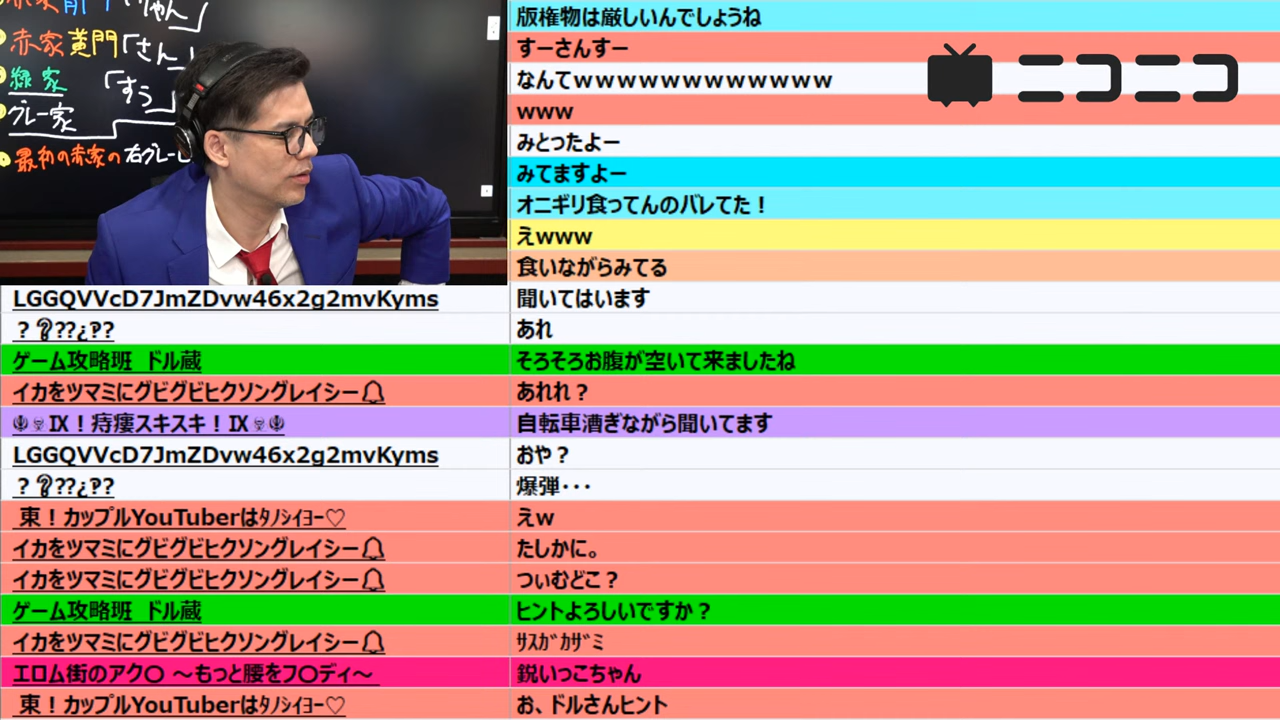 赤家黄門「さん」
緑家 「すぅ」
グレー家
最初の赤家の右グレー
版権物は厳しいんでしょうね
すーさんすー
なんてwwwwwwwwwwwww
www
みとったよー
みてますよー
オニギリ食ってんのバレてた！
えwww
食いながらみてる
ニコニコ
LGGQVVcD7JmZDvw46x2g2mvKyms 聞いてはいます
あれ
ゲーム攻略班 ドル蔵 そろそろお腹が空いて来ましたね
イカをツマミにグビグビヒクソングレイシー🔔 あれれ？
Ⅸ！痔瘻スキスキ！Ⅸ 自転車漕ぎながら聞いてます
LGGQVVcD7JmZDvw46x2g2mvKyms おや？
爆弾･･･
東！カップルYouTuberはﾀﾉｼｲﾖｰ♡ えw
イカをツマミにグビグビヒクソングレイシー🔔 たしかに。
イカをツマミにグビグビヒクソングレイシー🔔 つぃむどこ？
ゲーム攻略班 ドル蔵 ヒントよろしいですか？
イカをツマミにグビグビヒクソングレイシー🔔 ｻｽｶﾞｶｻﾞﾐ
エロム街のアク〇 ～もっと腰をフ〇ディ～ 鋭いっこちゃん
東！カップルYouTuberはﾀﾉｼｲﾖｰ♡ お、ドルさんヒント